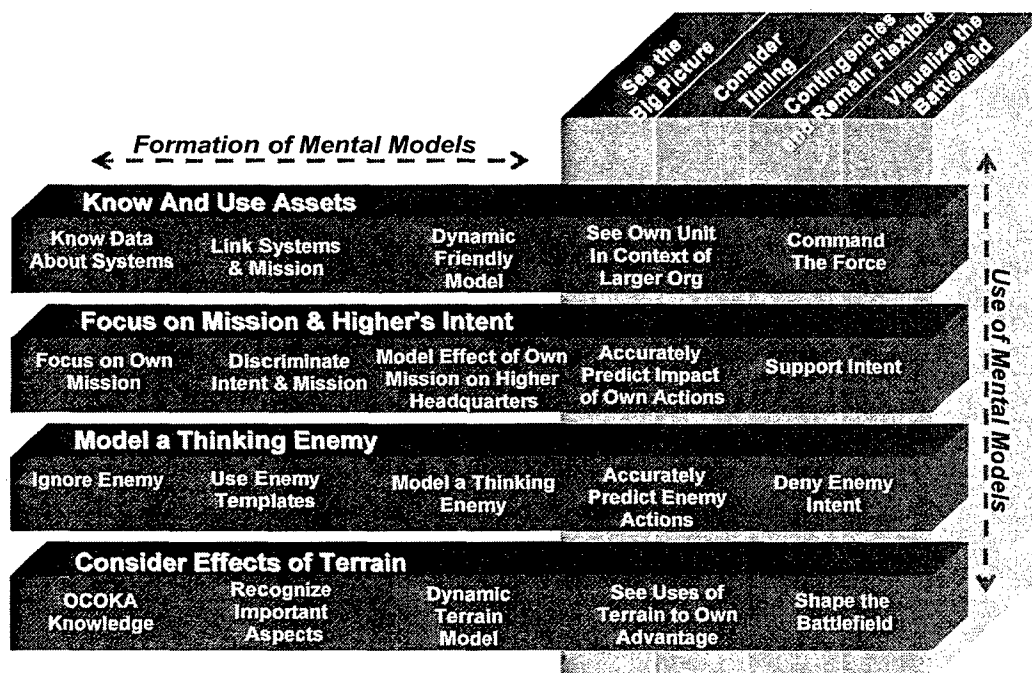 See the
Big Picture
Consider
Timing
Contingencies
Remain Flexible
Visualize the
Battlefield
Formation of Mental Models
Know And Use Assets
Know Data
About Systems
Link Systems
& Mission
Dynamic
Friendly
Model
See Own Unit
In Context of
Larger Org
Command
The Force
Focus on Mission & Higher's Intent
Focus on Own
Mission
Discriminate
Intent & Mission
Model Effect of Own
Mission on Higher
Headquarters
Accurately
Predict Impact
of Own Actions
Support Intent
Model a Thinking Enemy
Ignore Enemy
Use Enemy
Templates
Model a Thinking
Enemy
Accurately
Predict Enemy
Actions
Deny Enemy
Intent
Consider Effects of Terrain
OCOKA
Knowledge
Recognize
Important
Aspects
Dynamic
Terrain
Model
See Uses of
Terrain to Own
Advantage
Shape the
Battlefield
Use of Mental Models